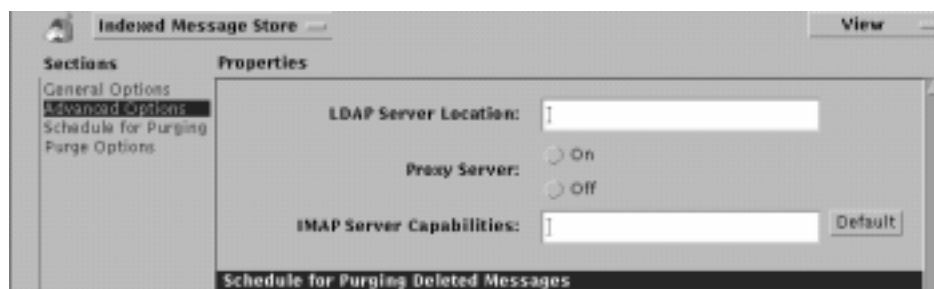 Indexed Message Store
View
Sections
Properties
General Options
Advanced Options
Schedule for Purging
Purge Options
LDAP Server Location:
Proxy Server:
On
Off
IMAP Server Capabilities:
Default
Schedule for Purging Deleted Messages